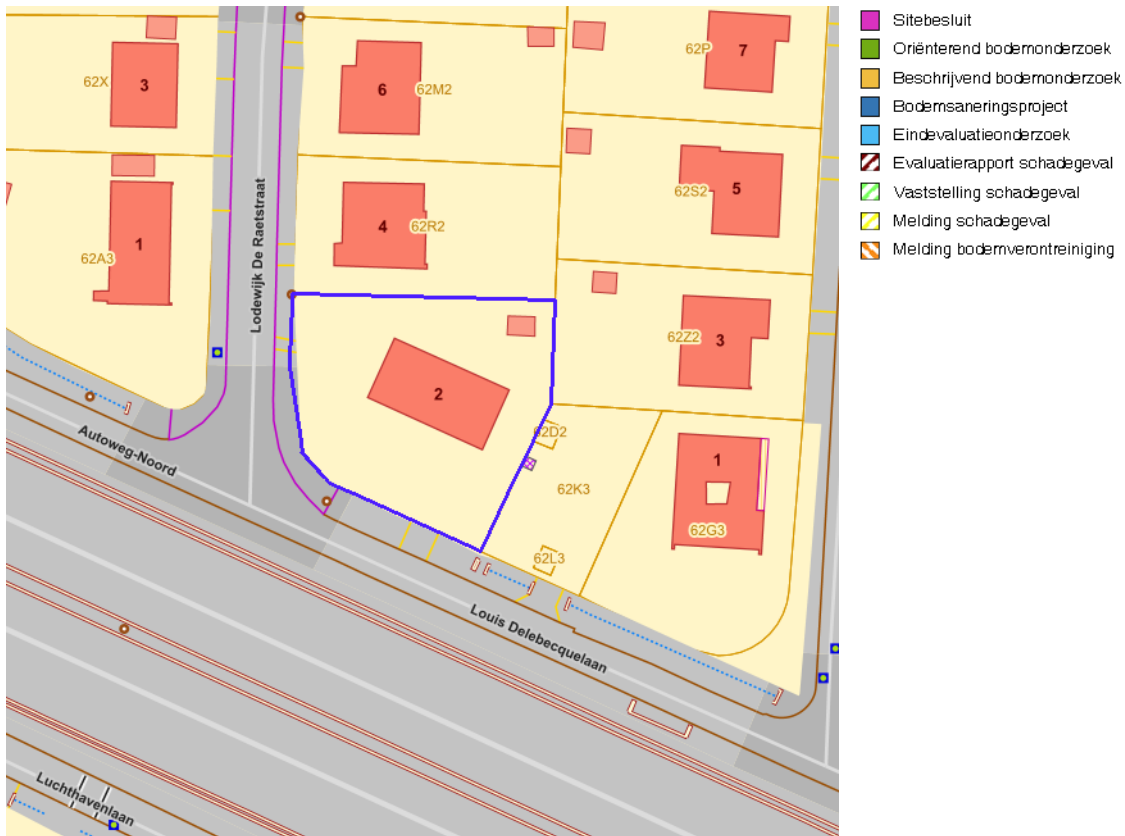 Sitebesluit
Oriënterend bodemonderzoek
Beschrijvend bodemonderzoek
Bodemsaneringsproject
Eindevaluatieonderzoek
Evaluatierapport schadegeval
Vaststelling schadegeval
Melding schadegeval
Melding bodemverontreiniging
62X
3
6
62M2
62P
7
62A3
1
4
62R2
62S2
5
Lodewijk De Raetstraat
2
62Z2
3
62D2
62K3
1
62G3
62L3
Autoweg-Noord
Louis Delebecquelaan
Luchthavenlaan